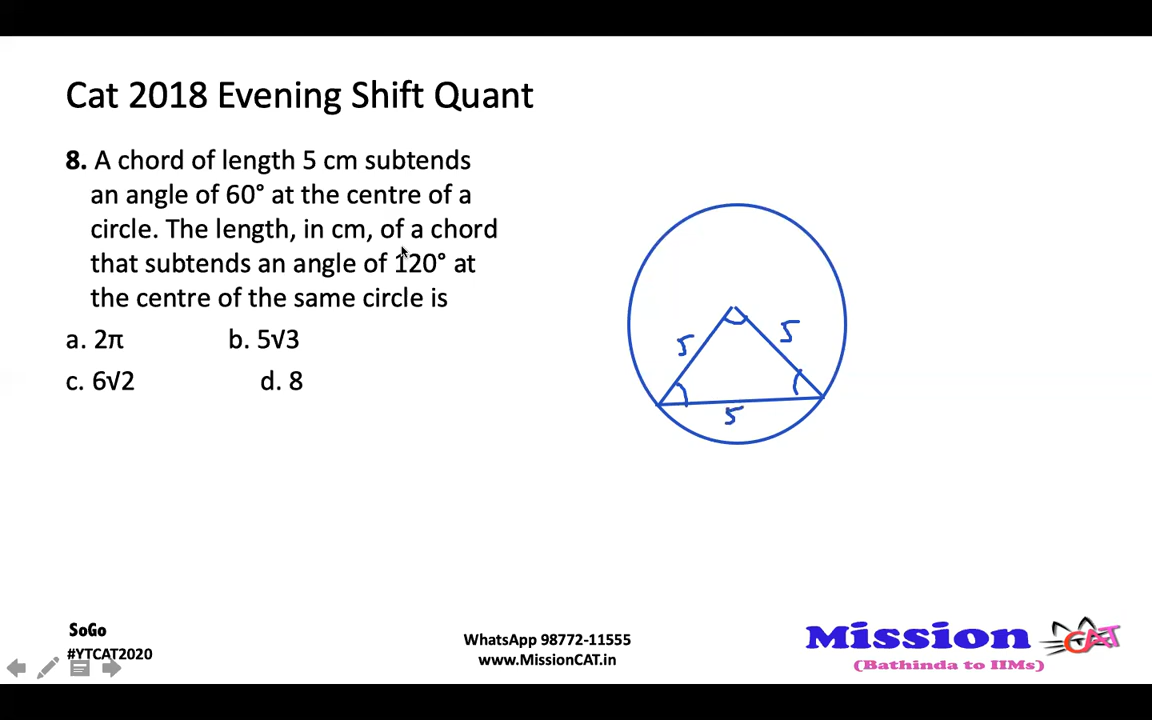 Cat 2018 Evening Shift Quant
8. A chord of length 5 cm subtends
an angle of 60° at the centre of a
circle. The length, in cm, of a chord
that subtends an angle of 120° at
the centre of the same circle is
a. 2π b. 5√3
c. 6√2 d. 8
5 5
5
SoGo
#YTCAT2020
WhatsApp 98772-11555
www.MissionCAT.in
Mission CAT
(Bathinda to IIMs)